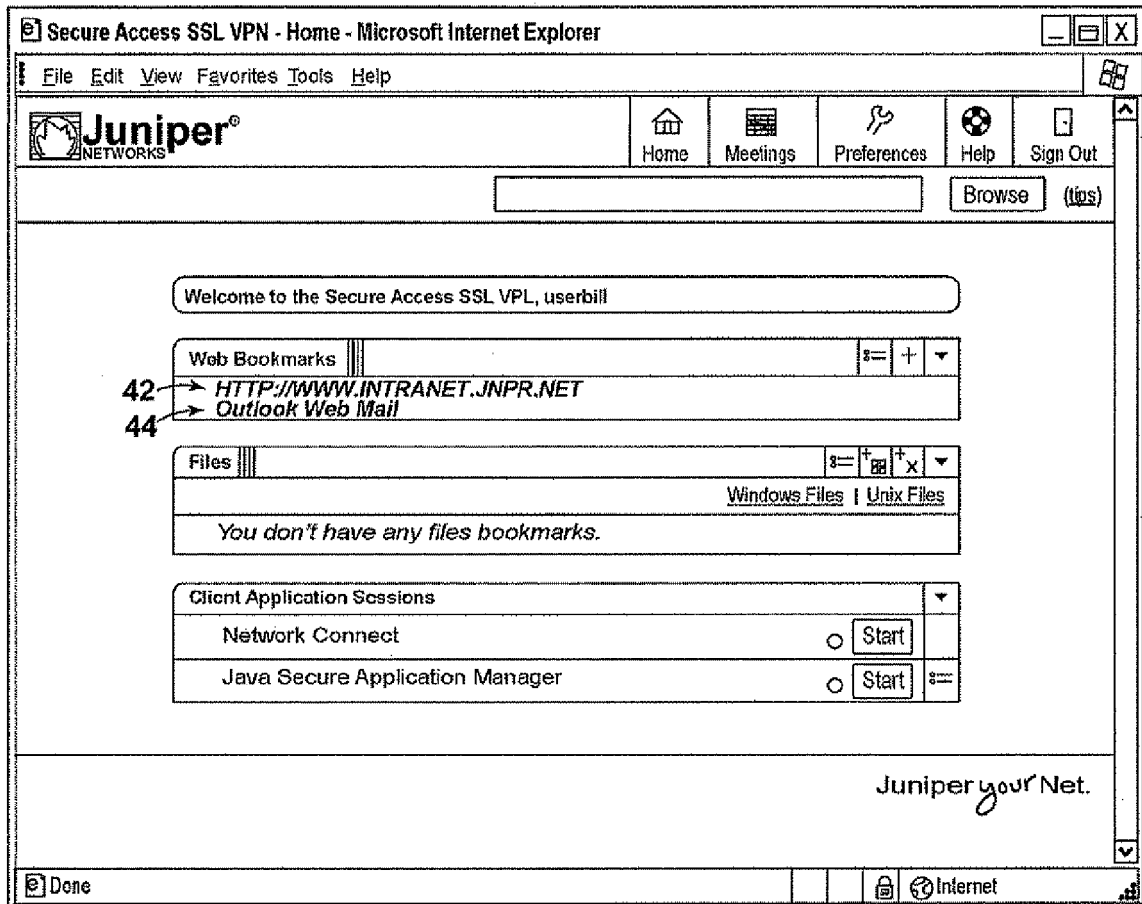 Secure Access SSL VPN - Home - Microsoft Internet Explorer
File Edit View Favorites Tools Help
Juniper®
NETWORKS
Home Meetings Preferences Help Sign Out
Browse (tips)
Welcome to the Secure Access SSL VPL, userbill
Web Bookmarks
42 HTTP://WWW.INTRANET.JNPR.NET
44 Outlook Web Mail
Files
Windows Files | Unix Files
You don't have any files bookmarks.
Client Application Sessions
Network Connect Start
Java Secure Application Manager Start
Juniper your Net.
Done Internet